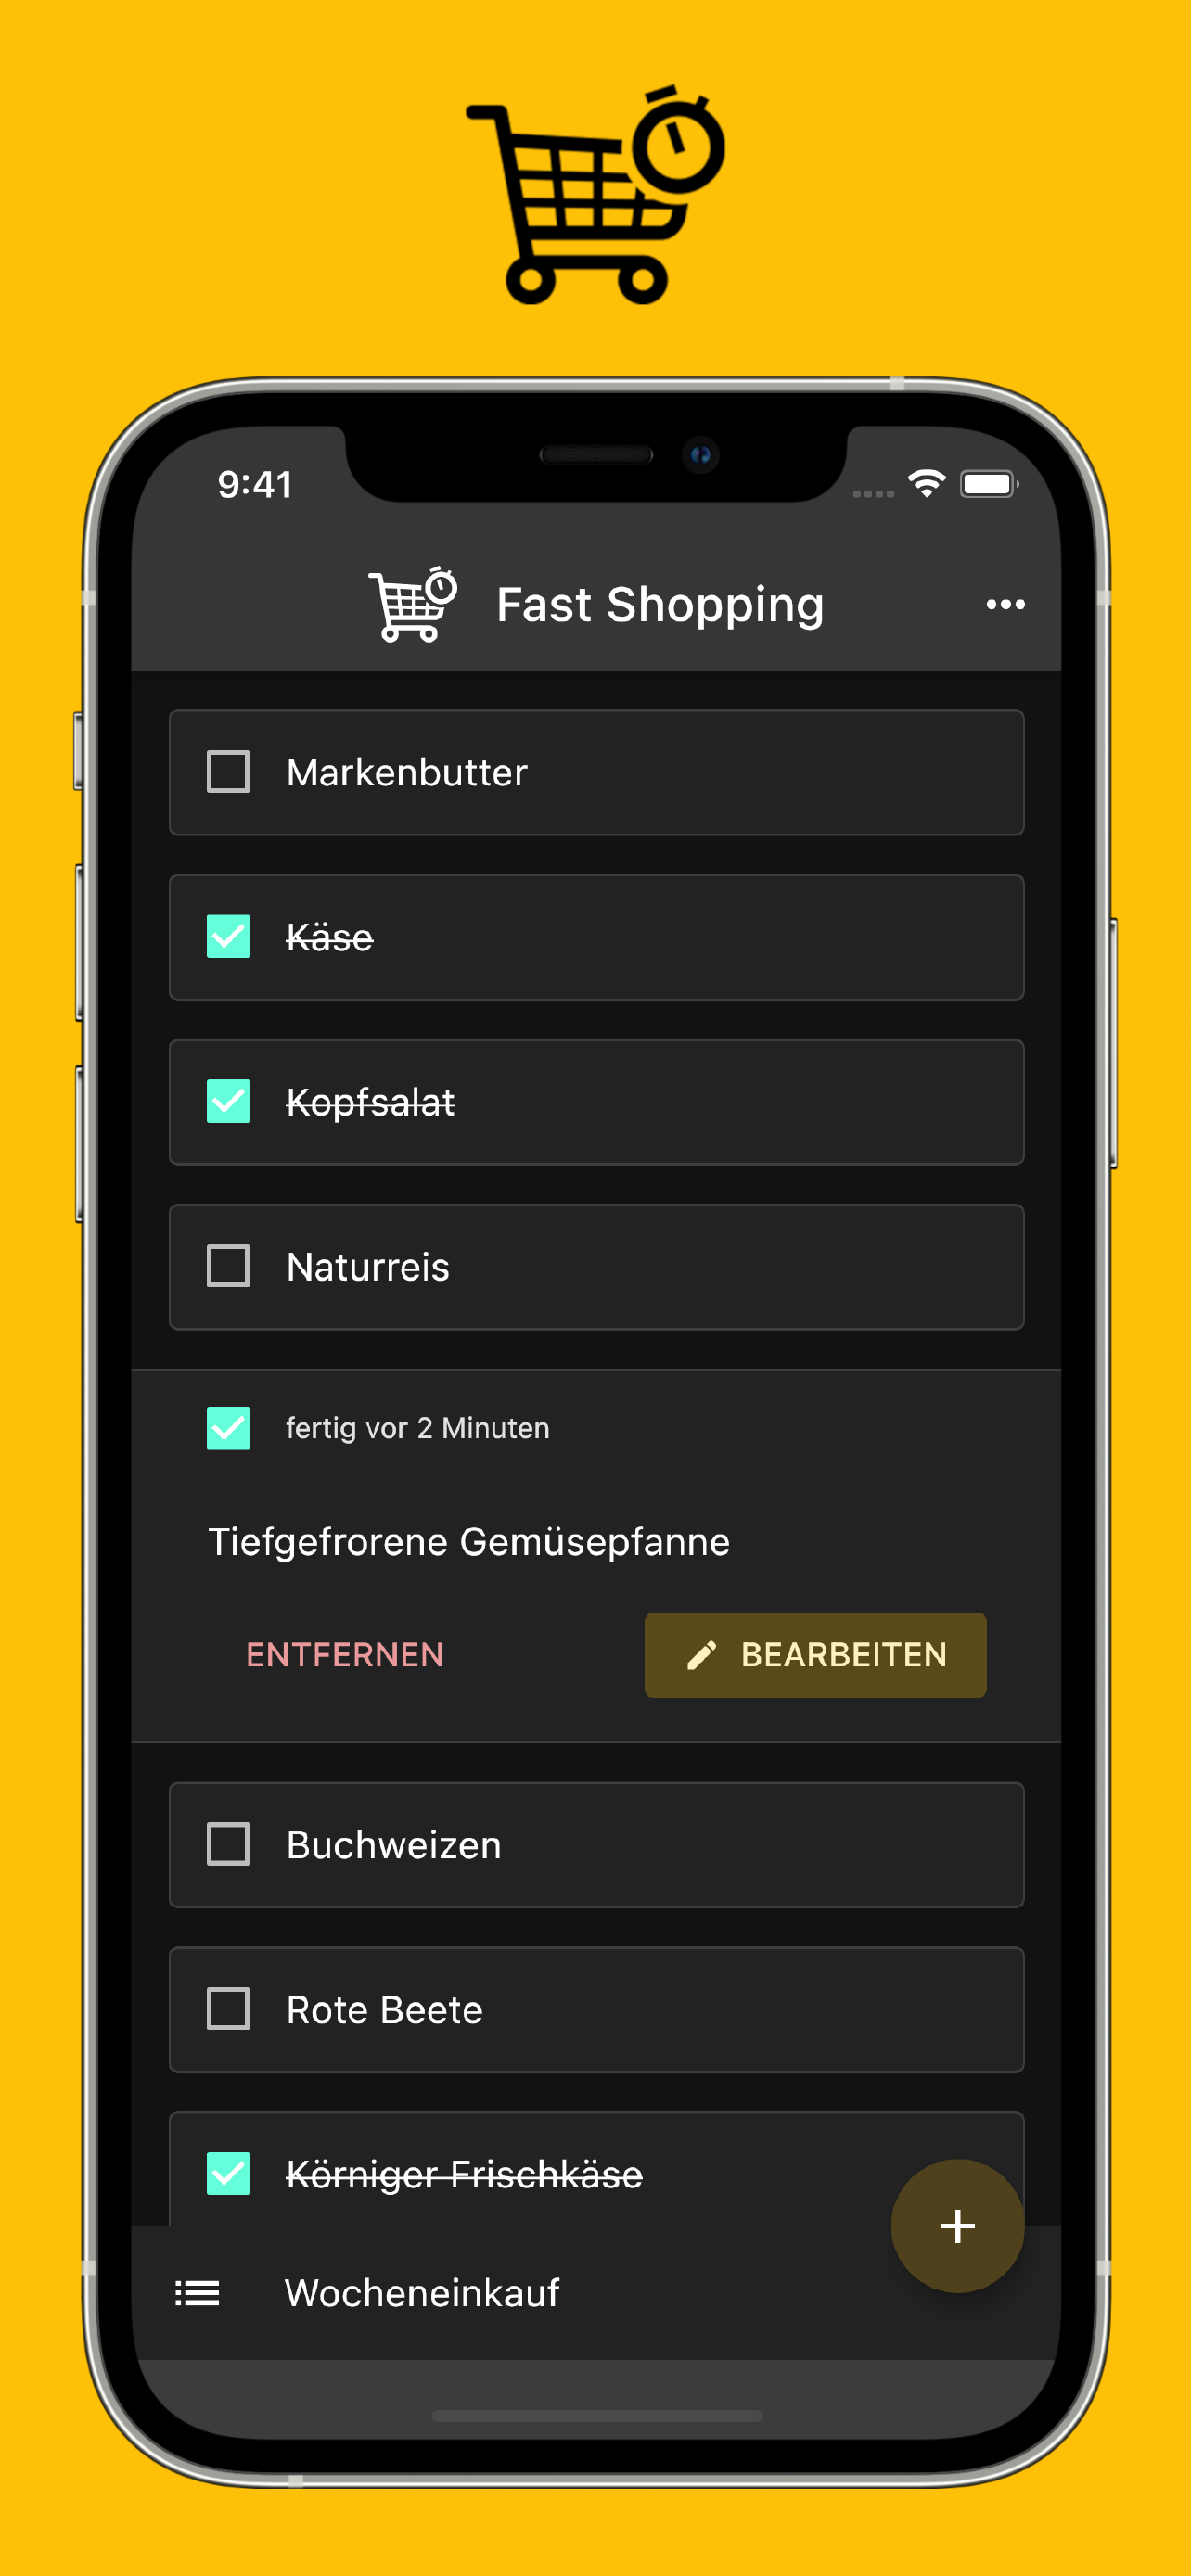 9:41
Fast Shopping
Markenbutter
Käse
Kopfsalat
Naturreis
fertig vor 2 Minuten
Tiefgefrorene Gemüsepfanne
ENTFERNEN
BEARBEITEN
Buchweizen
Rote Beete
Körniger Frischkäse
Wocheneinkauf